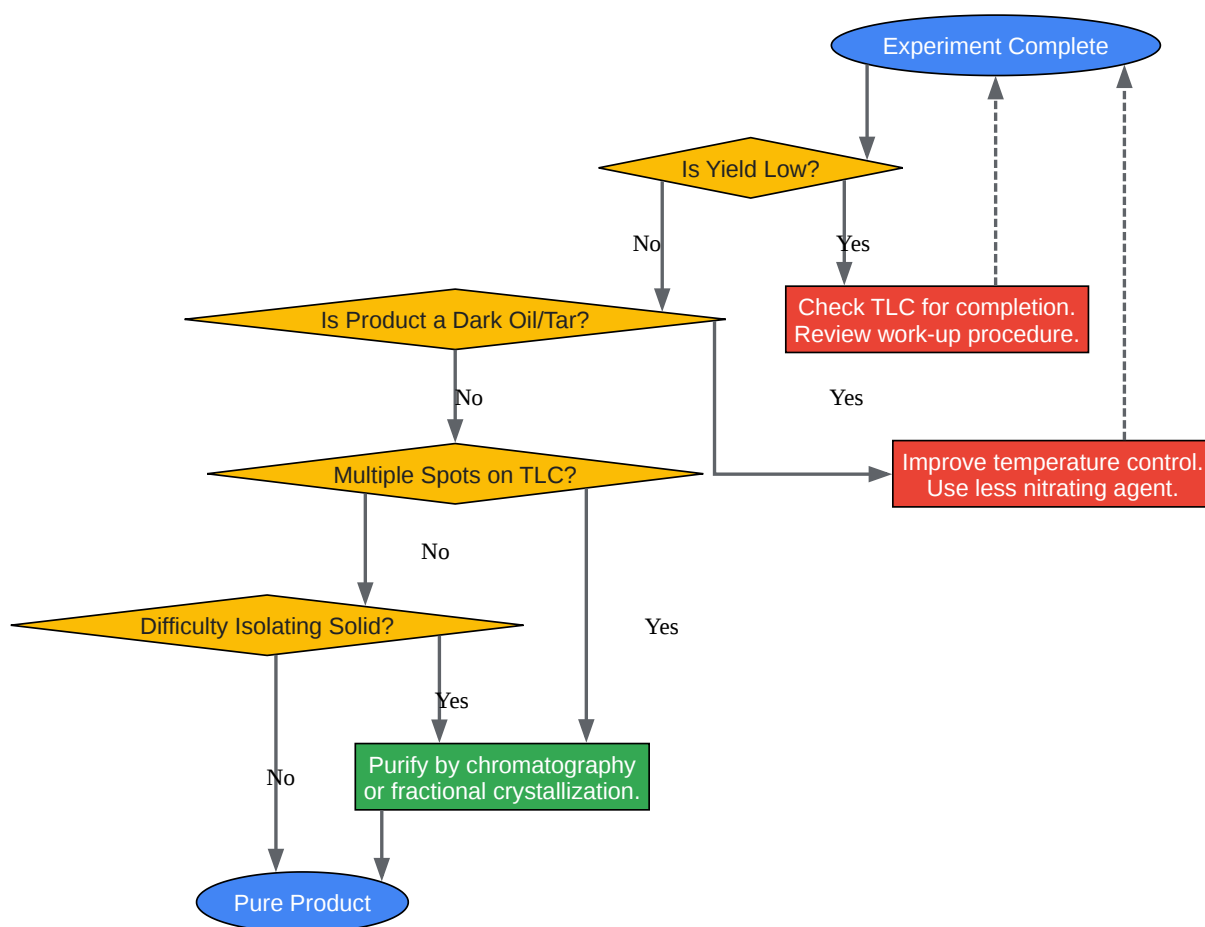 Experiment Complete
Is Yield Low?
No
Yes
Check TLC for completion.
Review work-up procedure.
Is Product a Dark Oil/Tar?
No
Yes
Improve temperature control.
Use less nitrating agent.
Multiple Spots on TLC?
No
Yes
Difficulty Isolating Solid?
Yes
No
Purify by chromatography
or fractional crystallization.
Pure Product